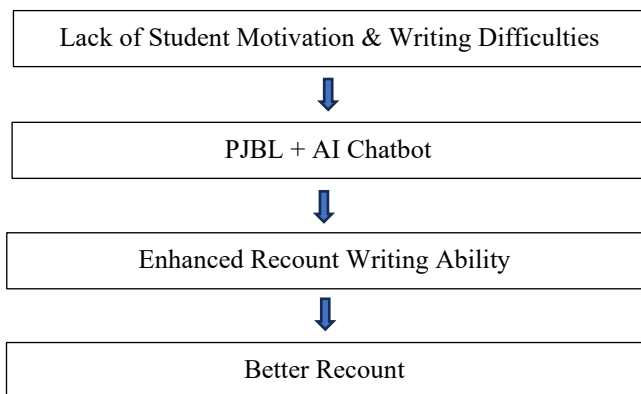 Lack of Student Motivation & Writing Difficulties
PJBL + AI Chatbot
Enhanced Recount Writing Ability
Better Recount